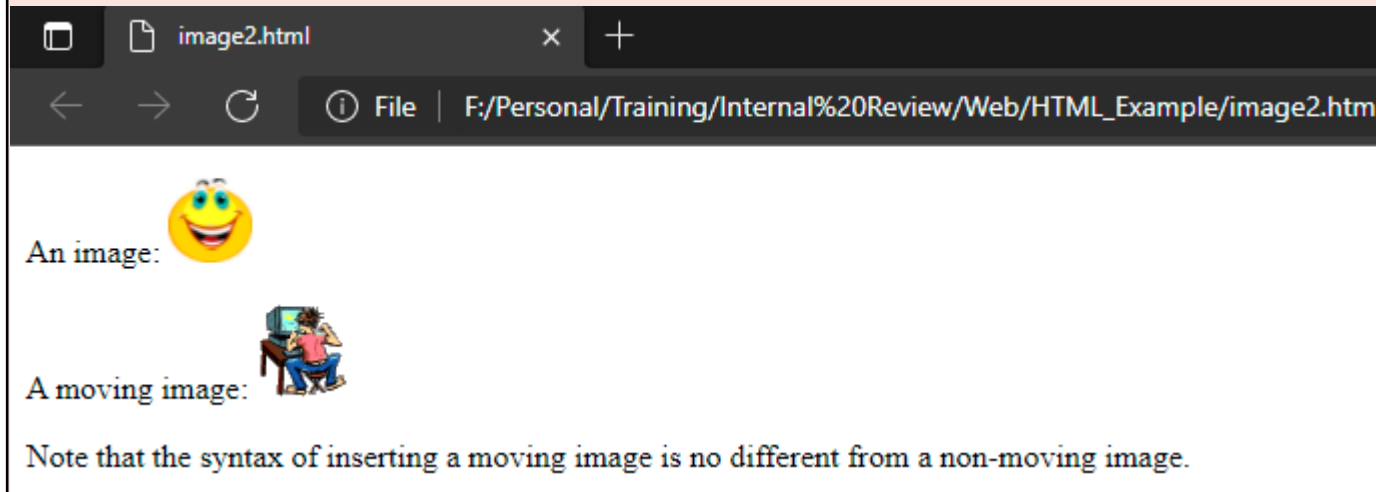 image2.html
File F:/Personal/Training/Internal%20Review/Web/HTML_Example/image2.htm
An image:
A moving image:
Note that the syntax of inserting a moving image is no different from a non-moving image.